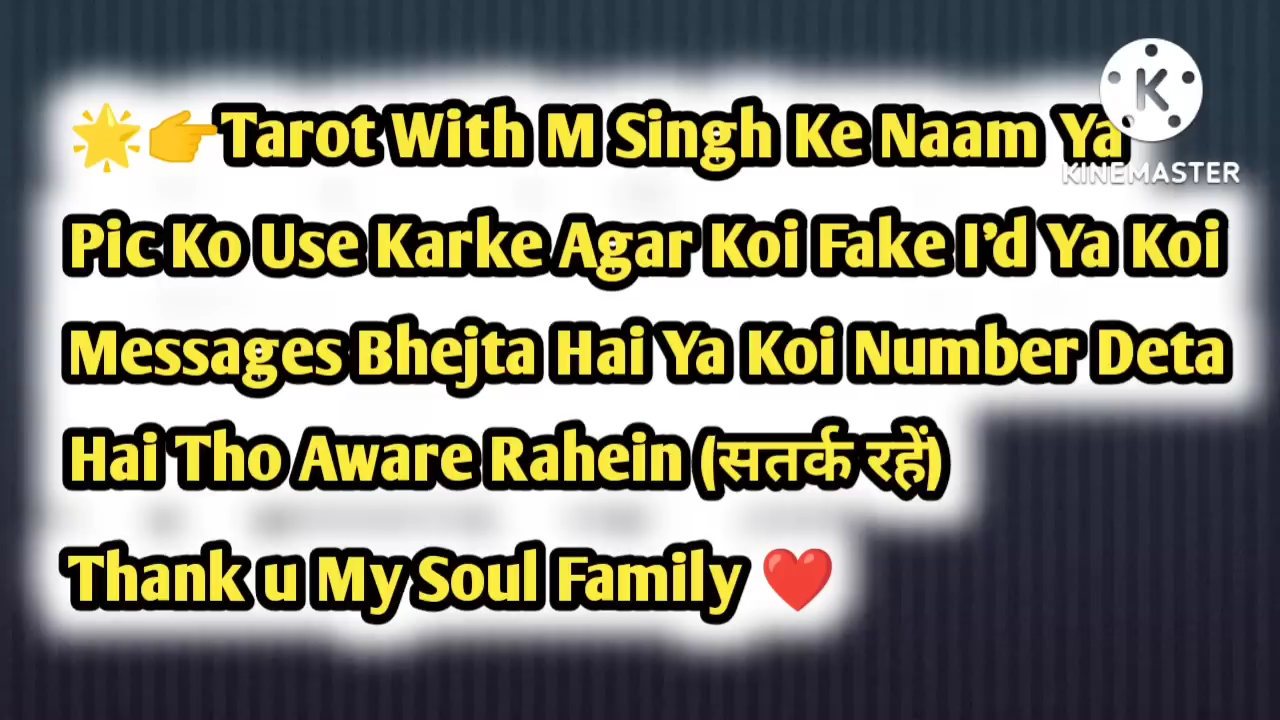 🌟👉Tarot With M Singh Ke Naam Ya
Pic Ko Use Karke Agar Koi Fake I’d Ya Koi
Messages Bhejta Hai Ya Koi Number Deta
Hai Tho Aware Rahein (सतर्क रहें)
Thank u My Soul Family ❤️
K
KINEMASTER